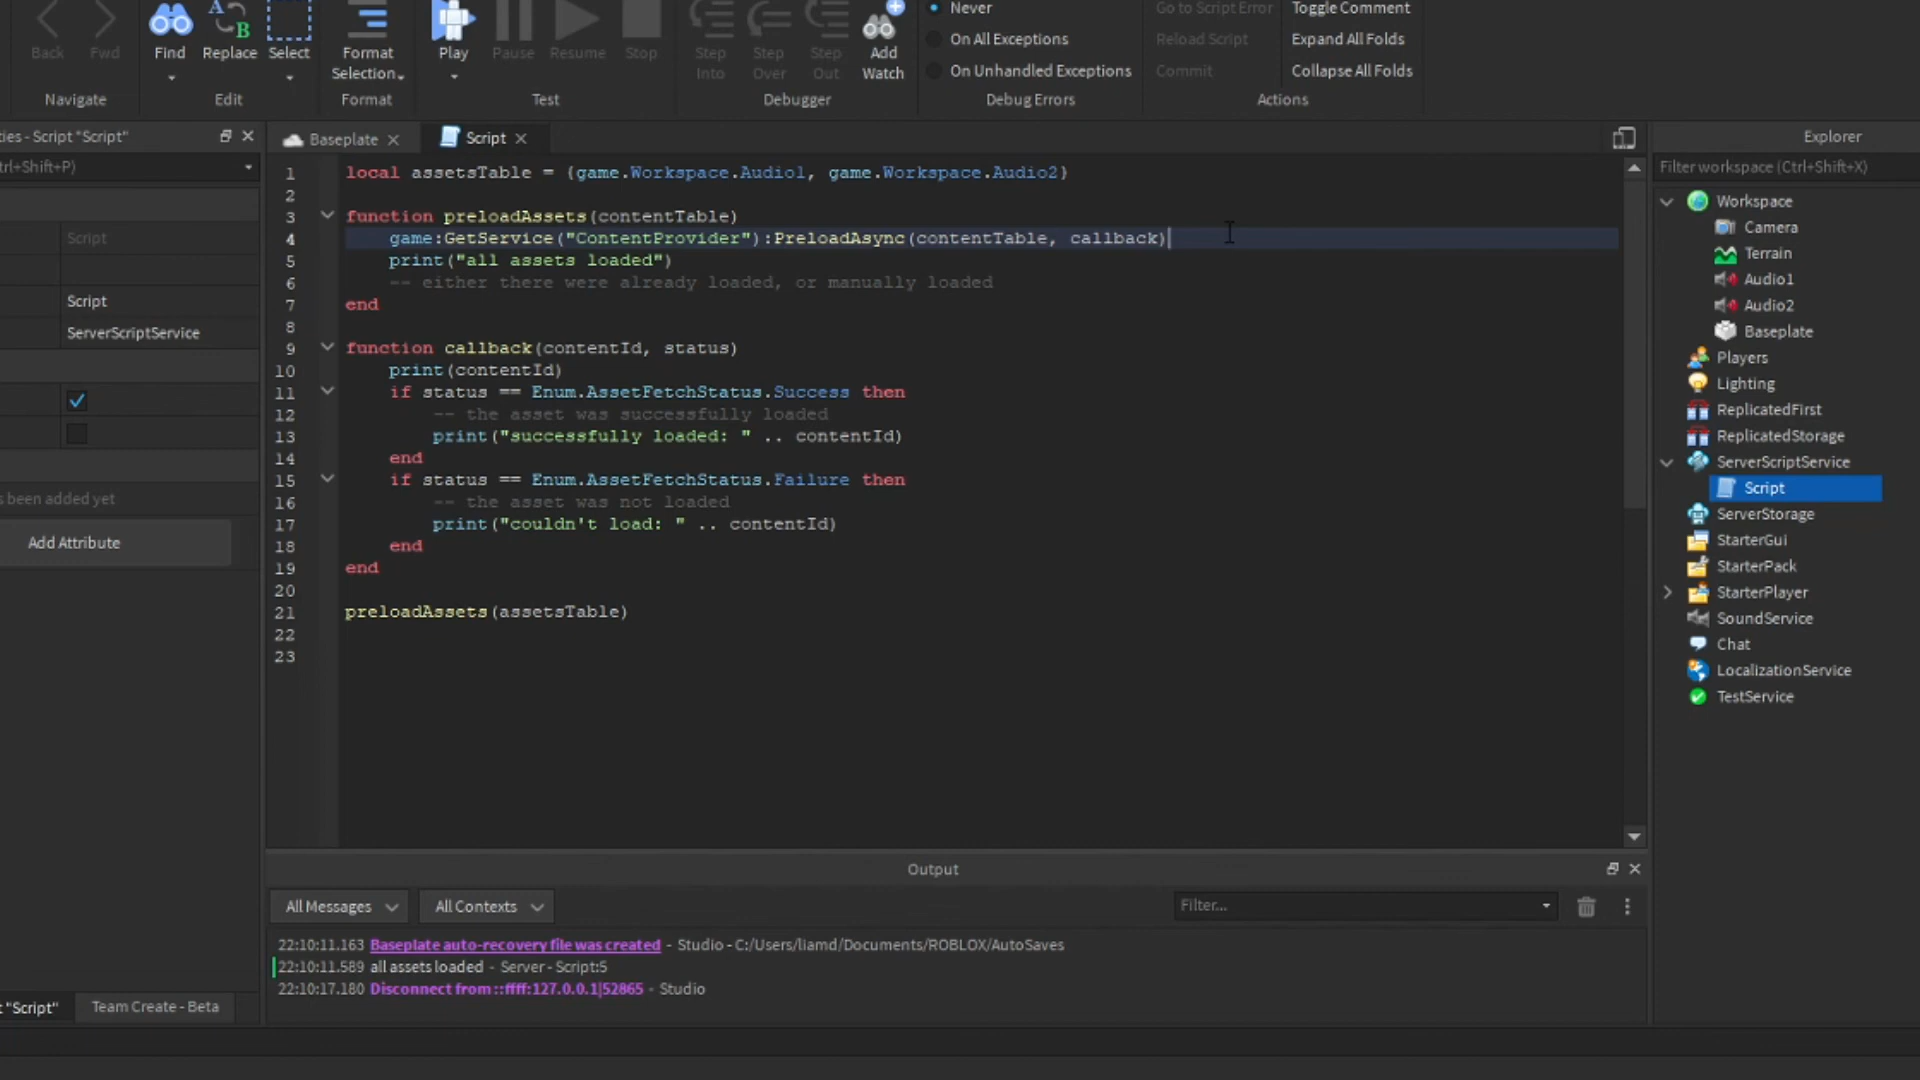 Back Fwd Find Replace Select Format Selection Play Pause Resume Stop Step Into Step Over Step Out Add Watch
Never
On All Exceptions
On Unhandled Exceptions
Go to Script Error
Reload Script
Commit
Toggle Comment
Expand All Folds
Collapse All Folds
Navigate Edit Format Test Debugger Debug Errors Actions
ties - Script "Script"
trl+Shift+P)
Script
Script
ServerScriptService
s been added yet
Add Attribute
t "Script" Team Create - Beta
Baseplate Script
1 local assetsTable = {game.Workspace.Audio1, game.Workspace.Audio2}
2
3 function preloadAssets(contentTable)
4 game:GetService("ContentProvider"):PreloadAsync(contentTable, callback)
5 print("all assets loaded")
6 -- either there were already loaded, or manually loaded
7 end
8
9 function callback(contentId, status)
10 print(contentId)
11 if status == Enum.AssetFetchStatus.Success then
12 -- the asset was successfully loaded
13 print("successfully loaded: " .. contentId)
14 end
15 if status == Enum.AssetFetchStatus.Failure then
16 -- the asset was not loaded
17 print("couldn't load: " .. contentId)
18 end
19 end
20
21 preloadAssets(assetsTable)
22
23
Output
All Messages All Contexts Filter...
22:10:11.163 Baseplate auto-recovery file was created - Studio - C:/Users/liamd/Documents/ROBLOX/AutoSaves
22:10:11.589 all assets loaded - Server - Script:5
22:10:17.180 Disconnect from ::ffff:127.0.0.1|52865 - Studio
Explorer
Filter workspace (Ctrl+Shift+X)
Workspace
Camera
Terrain
Audio1
Audio2
Baseplate
Players
Lighting
ReplicatedFirst
ReplicatedStorage
ServerScriptService
Script
ServerStorage
StarterGui
StarterPack
StarterPlayer
SoundService
Chat
LocalizationService
TestService